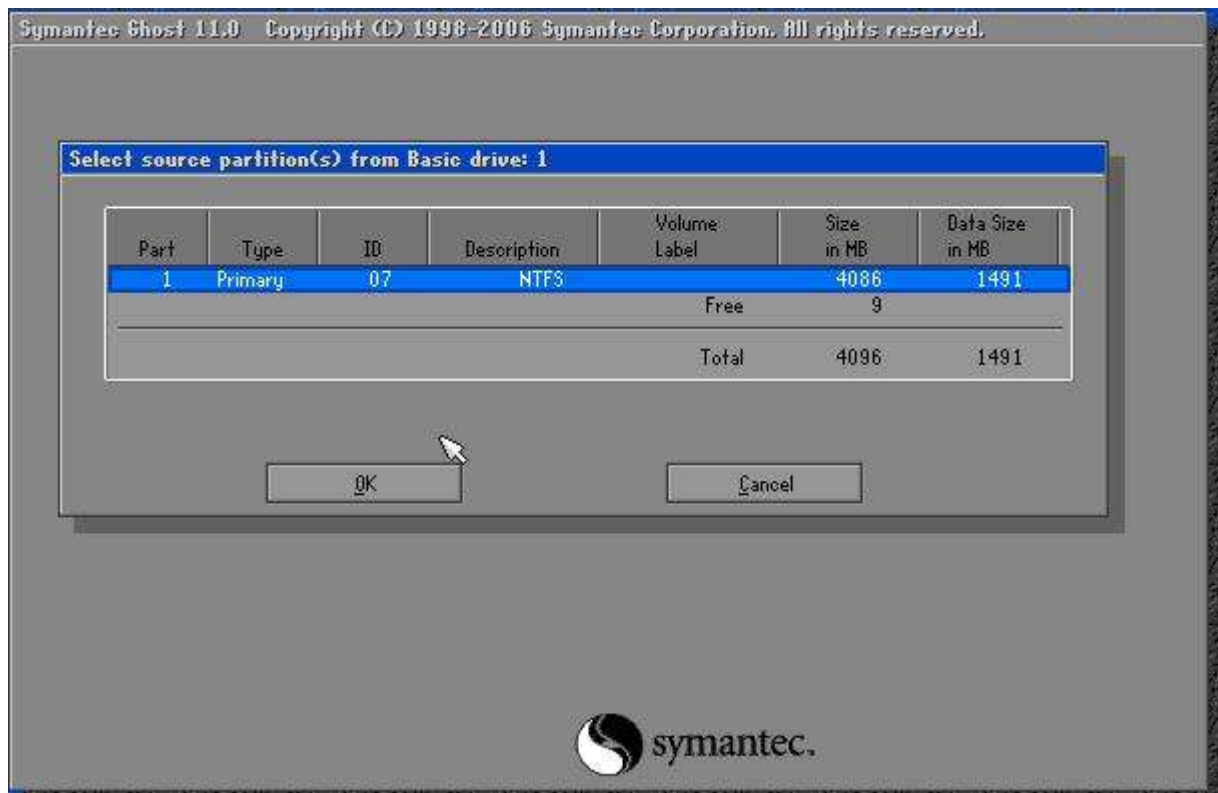 Symantec Ghost 11.0 Copyright (C) 1998-2006 Symantec Corporation. All rights reserved.
Select source partition(s) from Basic drive: 1
Part Type ID Description Volume Label Size in MB Data Size in MB
1 Primary 07 NTFS 4086 1491
Free 9
Total 4096 1491
OK Cancel
symantec.